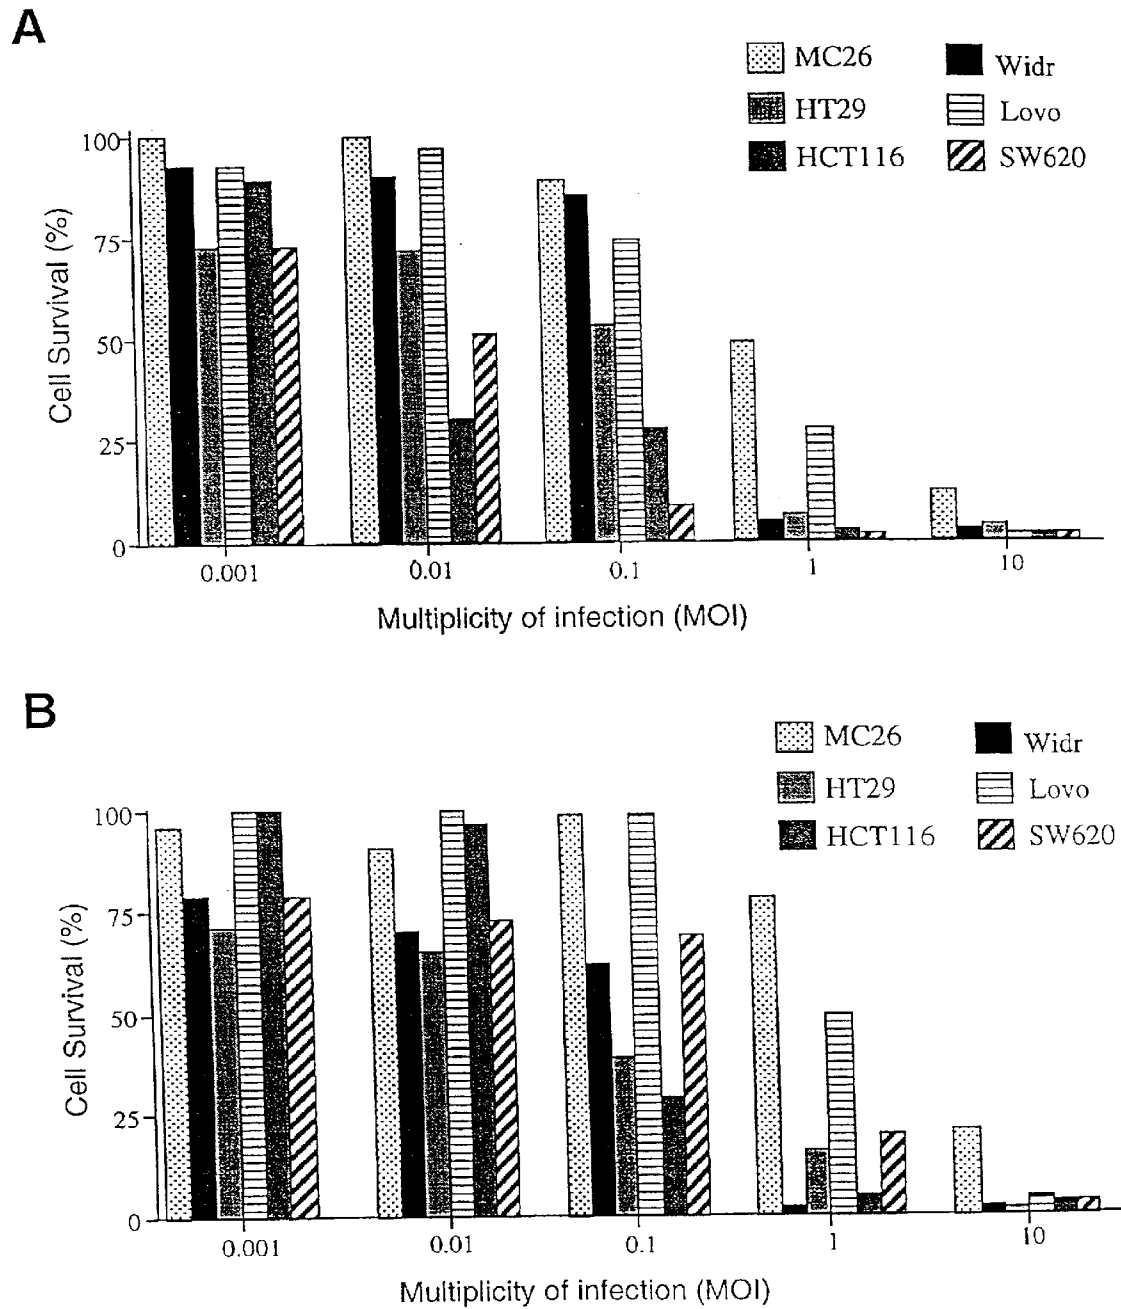 A
MC26 Widr
HT29 Lovo
HCT116 SW620
100
75
50
25
0
Cell Survival (%)
0.001 0.01 0.1 1 10
Multiplicity of infection (MOI)
B
MC26 Widr
HT29 Lovo
HCT116 SW620
100
75
50
25
0
Cell Survival (%)
0.001 0.01 0.1 1 10
Multiplicity of infection (MOI)